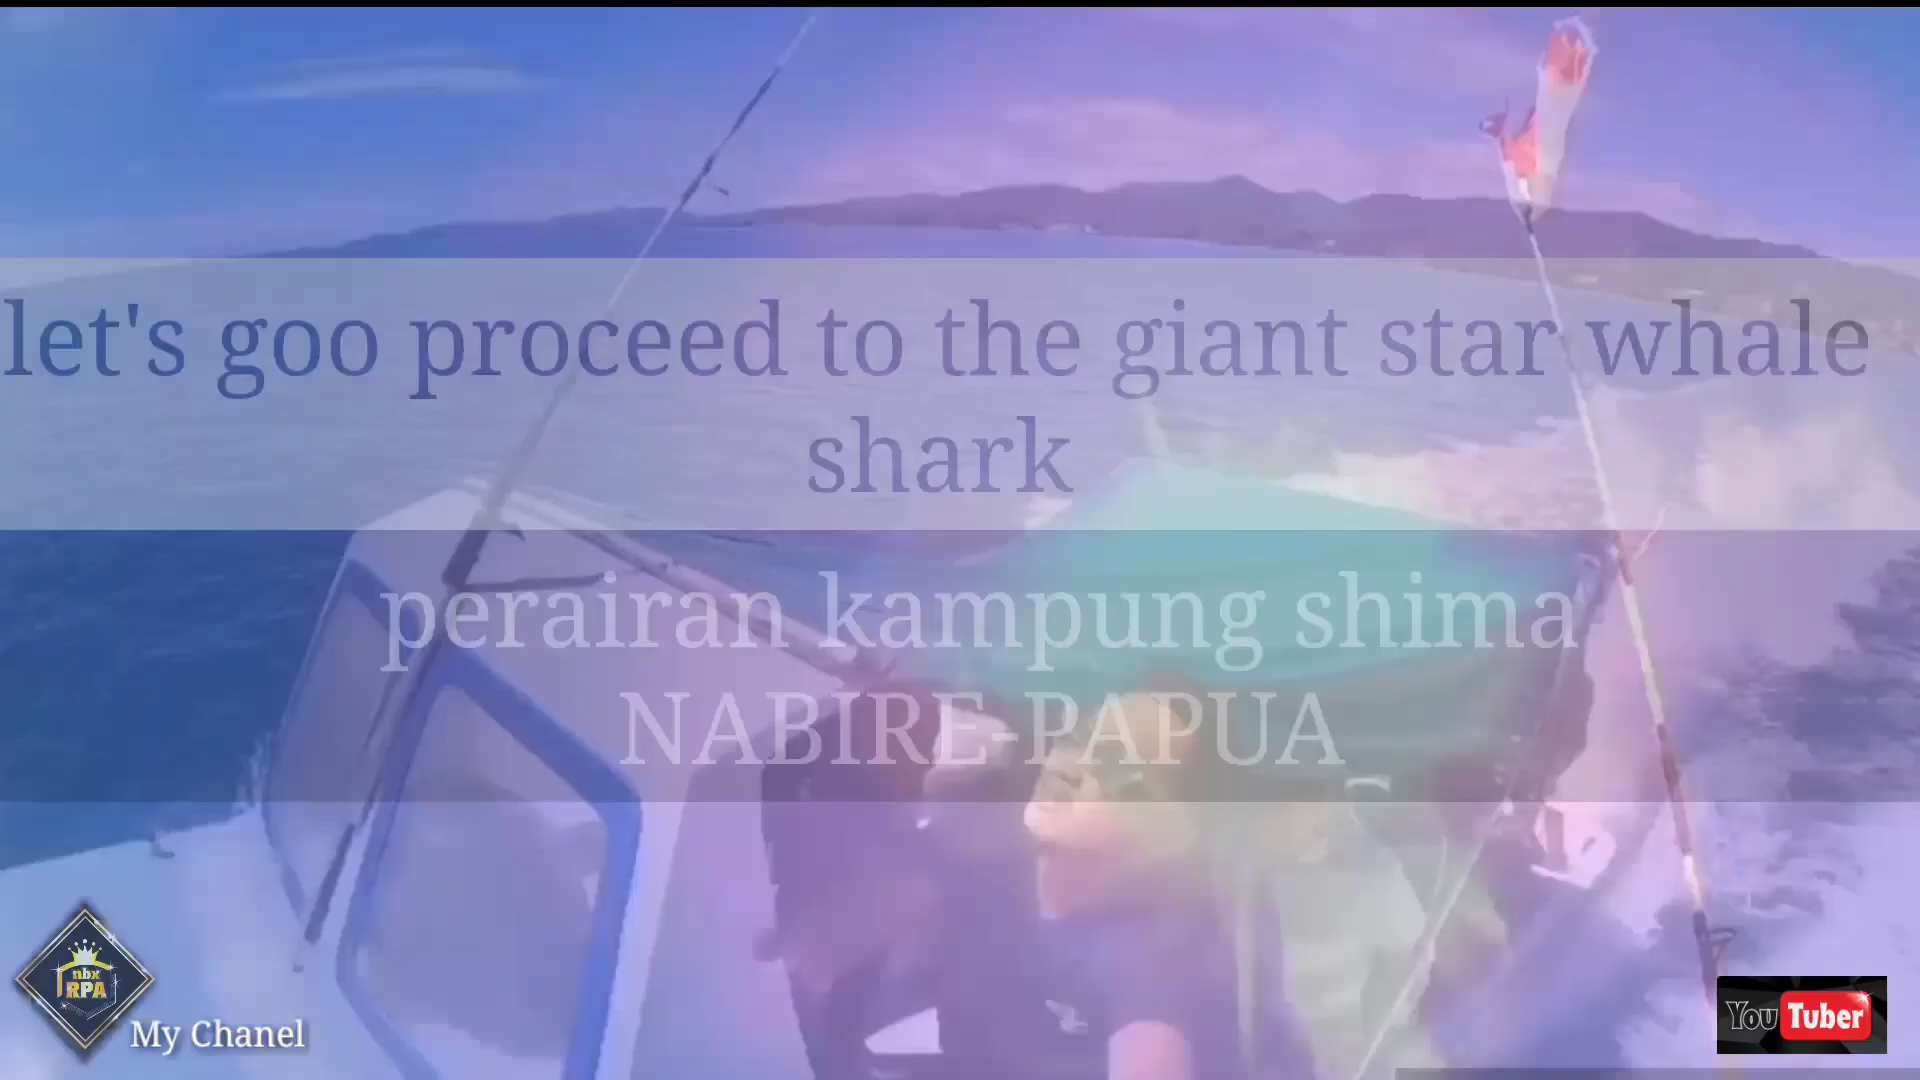 let's goo proceed to the giant star whale
shark
perairan kampung shima
NABIRE-PAPUA
nbx
RPA
My Chanel
YouTuber